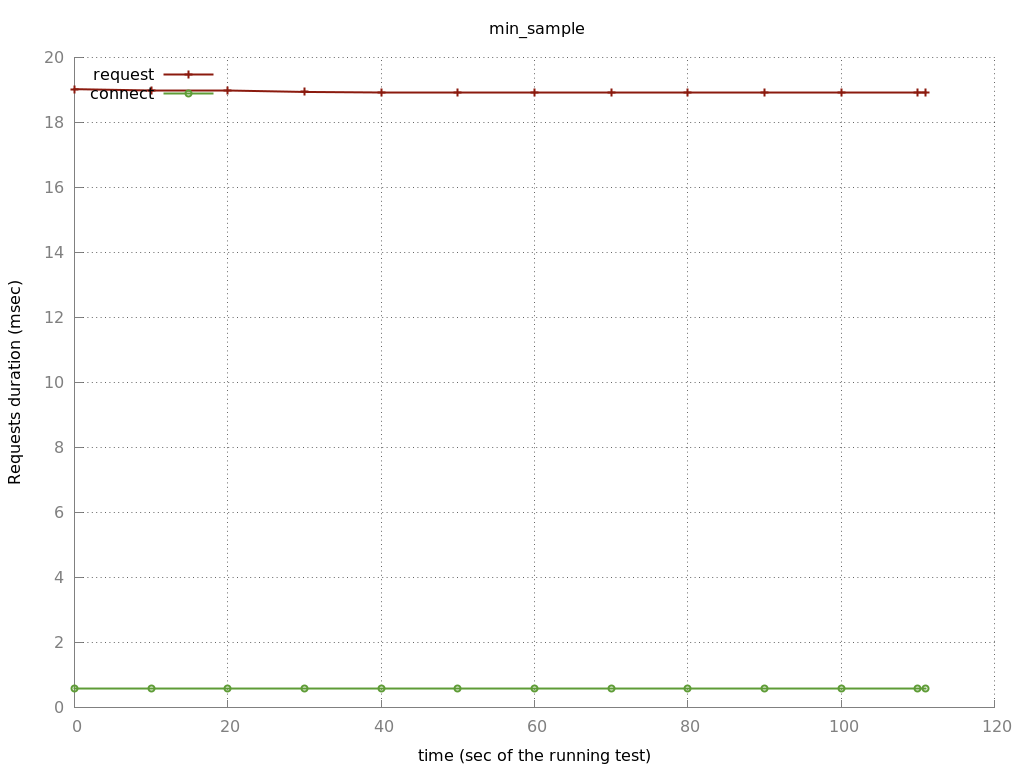 min_sample
request
connect
20
18
16
14
12
10
8
6
4
2
0
0 20 40 60 80 100 120
Requests duration (msec)
time (sec of the running test)